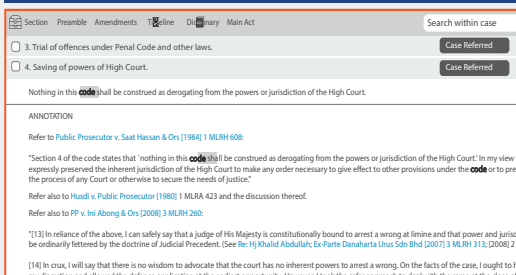 Section Preamble Amendments Timeline Dictionary Main Act Search within case
3. Trial of offences under Penal Code and other laws. Case Referred
4. Saving of powers of High Court. Case Referred
Nothing in this code shall be construed as derogating from the powers or jurisdiction of the High Court.
ANNOTATION
Refer to Public Prosecutor v. Saat Hassan & Ors [1984] 1 MLRH 608:
"Section 4 of the code states that `nothing in this code shall be construed as derogating from the powers or jurisdiction of the High Court.' In my view
expressly preserved the inherent jurisdiction of the High Court to make any order necessary to give effect to other provisions under the code or to pre
the process of any Court or otherwise to secure the needs of justice."
Refer also to Husdi v. Public Prosecutor [1980] 1 MLRA 423 and the discussion thereof.
Refer also to PP v. Ini Abong & Ors [2008] 3 MLRH 260:
"[13] In reliance of the above, I can safely say that a judge of His Majesty is constitutionally bound to arrest a wrong at limine and that power and jurisd
be ordinarily fettered by the doctrine of Judicial Precedent. (See Re: Hj Khalid Abdullah; Ex-Parte Danaharta Urus Sdn Bhd [2007] 3 MLRH 313; [2008] 2
[14] In crux, I will say that there is no wisdom to advocate that the court has no inherent powers to arrest a wrong. On the facts of the case, I ought to h